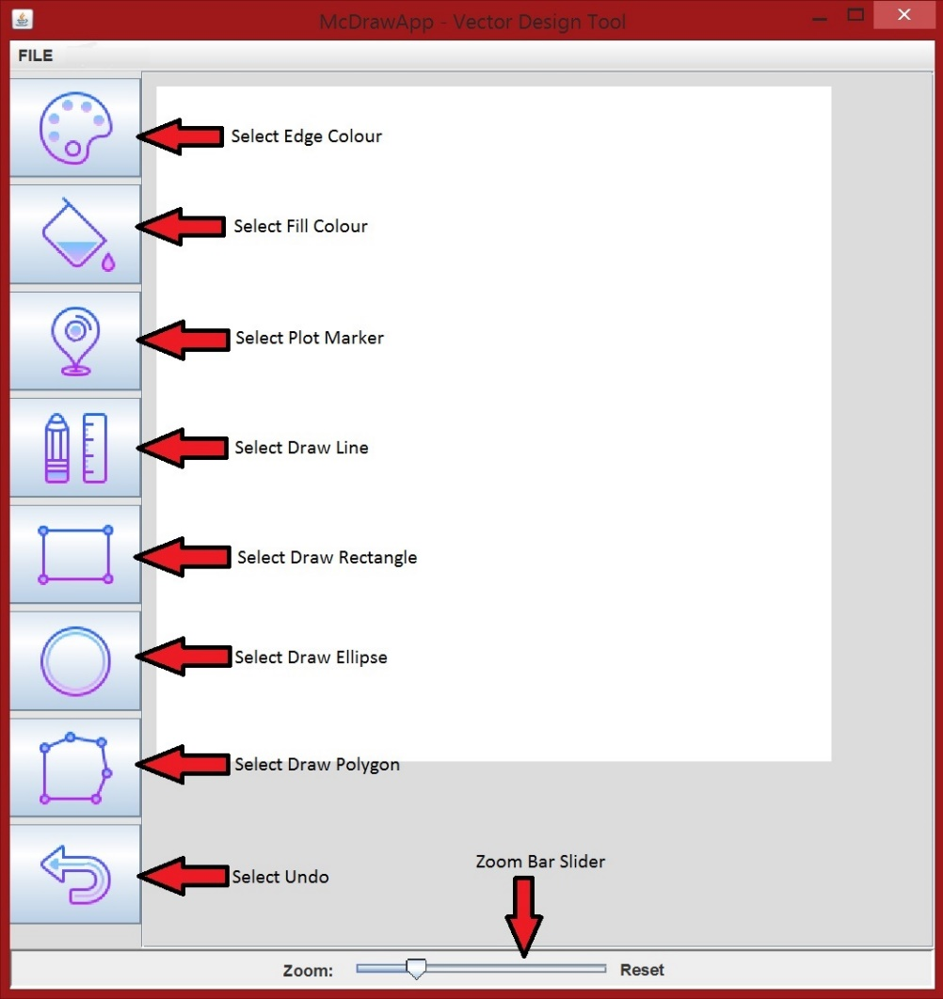 McDrawApp - Vector Design Tool
FILE
Select Edge Colour
Select Fill Colour
Select Plot Marker
Select Draw Line
Select Draw Rectangle
Select Draw Ellipse
Select Draw Polygon
Select Undo
Zoom Bar Slider
Zoom:
Reset